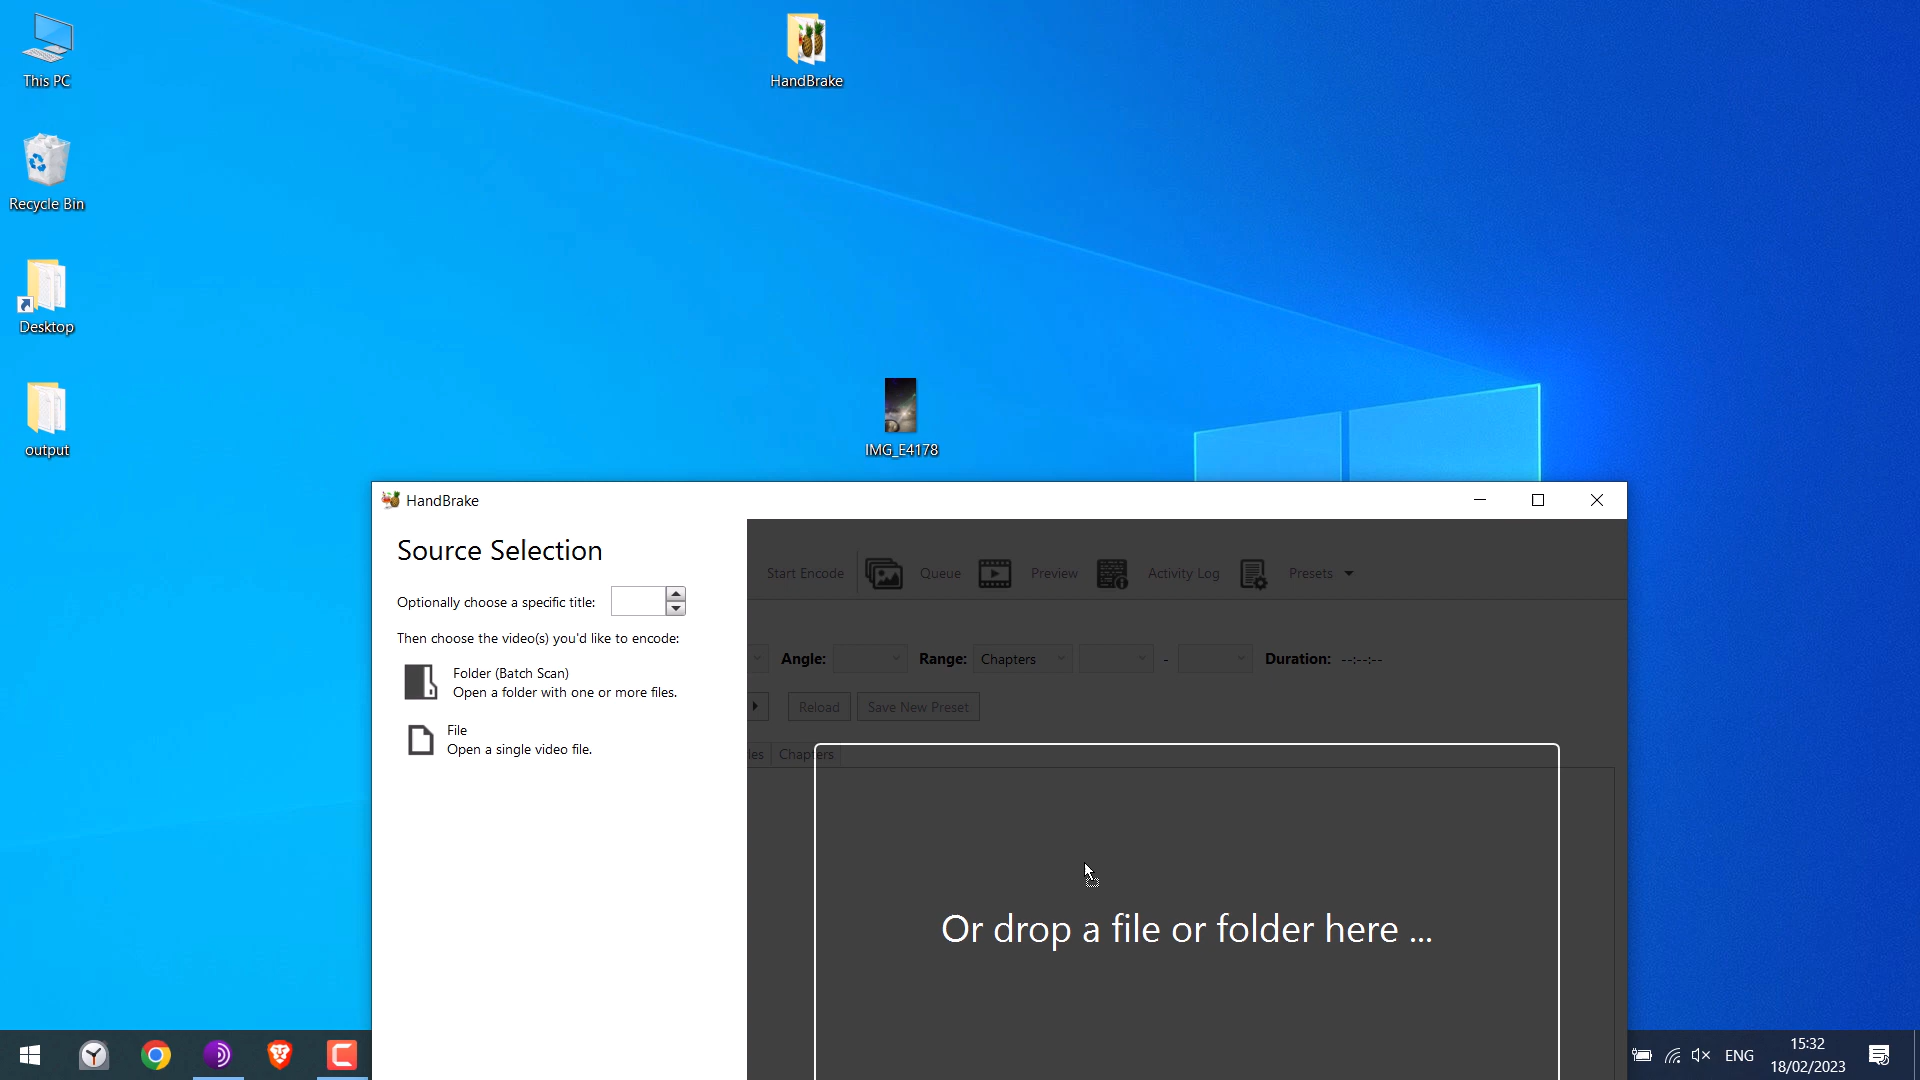 This PC
HandBrake
Recycle Bin
Desktop
output
IMG_E4178
HandBrake
Source Selection
Optionally choose a specific title:
Then choose the video(s) you'd like to encode:
Folder (Batch Scan)
Open a folder with one or more files.
File
Open a single video file.
Start Encode
Queue
Preview
Activity Log
Presets
Angle:
Range: Chapters
-
Duration: --:--:--
Reload
Save New Preset
les
Chapters
Or drop a file or folder here ...
ENG
15:32
18/02/2023